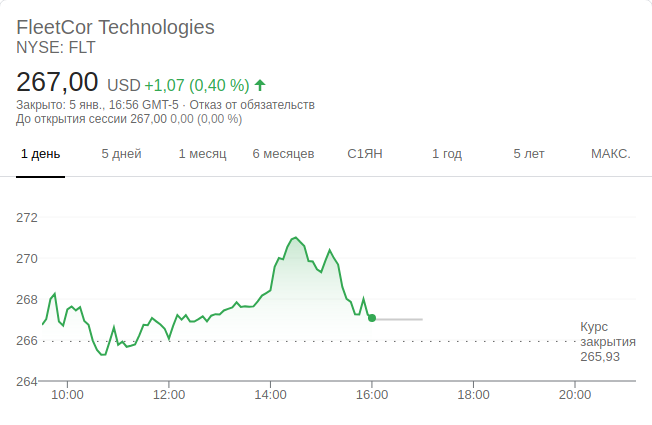 FleetCor Technologies
NYSE: FLT
267,00 USD +1,07 (0,40 %)
Закрыто: 5 янв., 16:56 GMT-5 · Отказ от обязательств
До открытия сессии 267,00 0,00 (0,00 %)
1 день 5 дней 1 месяц 6 месяцев С1ЯН 1 год 5 лет МАКС.
272
270
268
266
264
Курс
закрытия
265,93
10:00 12:00 14:00 16:00 18:00 20:00